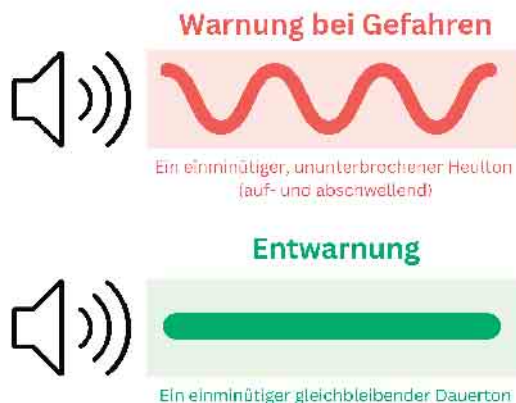 Warnung bei Gefahren
Ein einminütiger, ununterbrochener Heulton
(auf- und abschwellend)
Entwarnung
Ein einminütiger gleichbleibender Dauerton